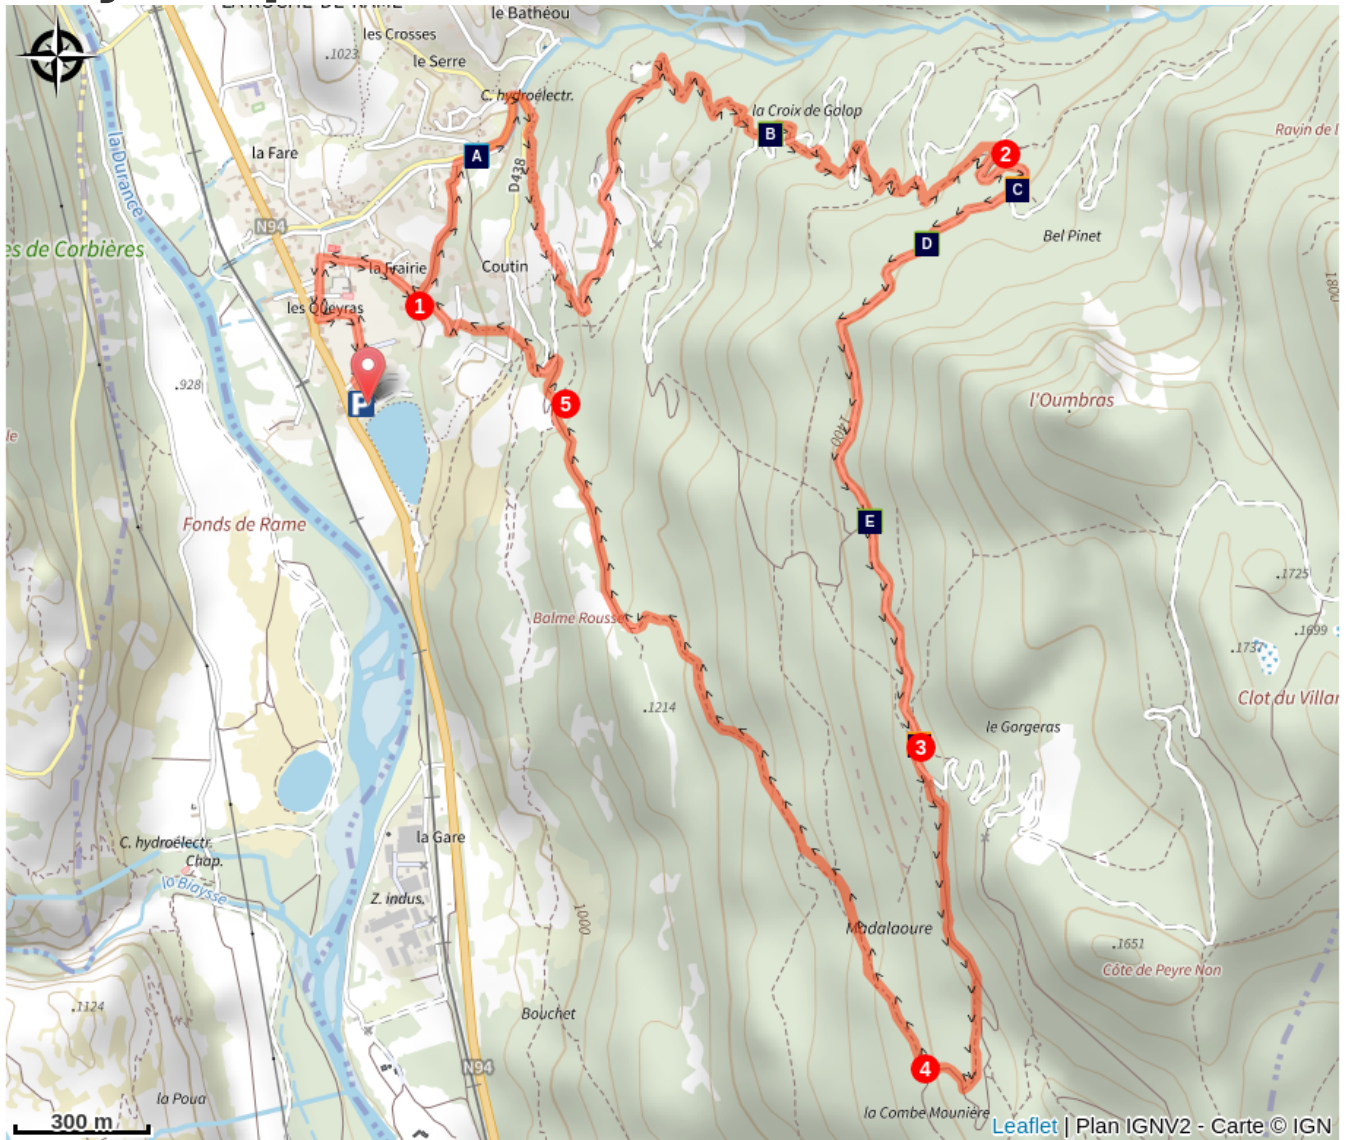 le Bathéou
les Crosses
.1023
le Serre
C. hydroélectr.
la Croix de Galop
B
Ravin de l
la Durance
la Fare
A
D438
2
C
N94
es de Corbières
la Frairie
Coutin
D
Bel Pinet
1800
les Queyras
1
.928
P
5
l'Oumbras
1400
le
Fonds de Rame
E
.1725
Balme Rousse
.1699
.1737
Clot du Villar
.1214
le Gorgeras
3
C. hydroélectr.
Chap.
la Gare
la Biaysse
Z. indus.
1000
Madalaoure
.1651
Côte de Peyre Non
.1124
Bouchet
N94
4
la Poua
la Combe Mounière
300 m
Leaflet | Plan IGNV2 - Carte © IGN